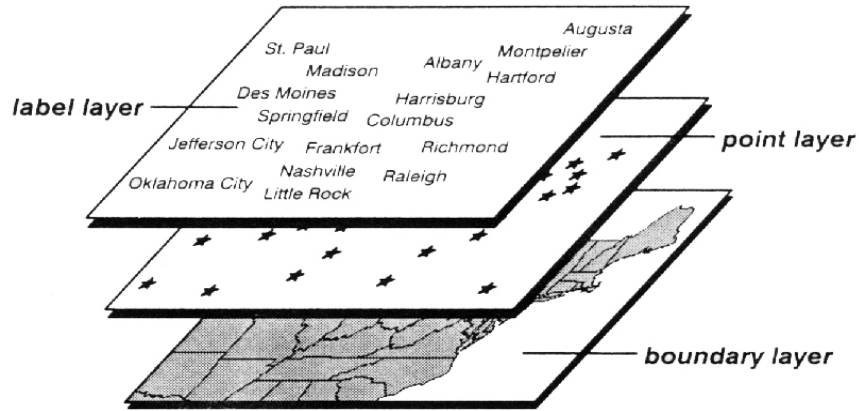 Augusta
St. Paul
Montpelier
Madison
Albany
Hartford
label layer
Des Moines
Harrisburg
Springfield
Columbus
point layer
Jefferson City
Frankfort
Richmond
Nashville
Oklahoma City
Raleigh
Little Rock
boundary layer